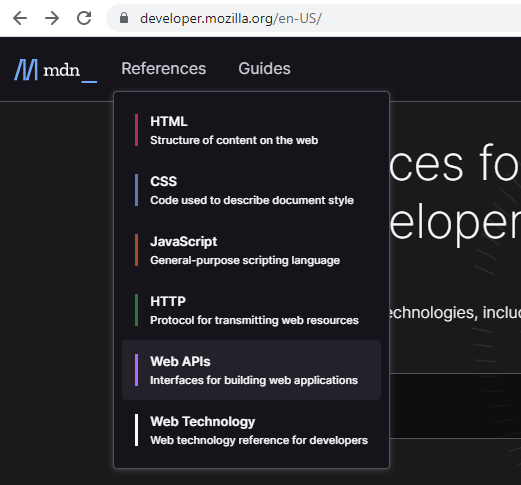 developer.mozilla.org/en-US/
mdn_
References
Guides
HTML
Structure of content on the web
CSS
Code used to describe document style
JavaScript
General-purpose scripting language
HTTP
Protocol for transmitting web resources
Web APIs
Interfaces for building web applications
Web Technology
Web technology reference for developers
ces fo
eloper
echnologies, inclu